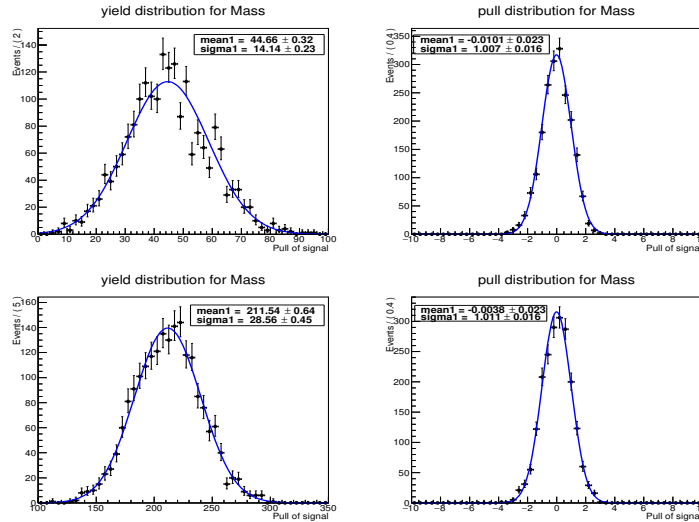 yield distribution for Mass
mean1 = 44.66 ± 0.32
sigma1 = 14.14 ± 0.23
Events / ( 2 )
140
120
100
80
60
40
20
0
0 10 20 30 40 50 60 70 80 90 100
Pull of signal
pull distribution for Mass
mean1 = -0.0101 ± 0.023
sigma1 = 1.007 ± 0.016
Events / ( 0.4 )
350
300
250
200
150
100
50
0
−10 −8 −6 −4 −2 0 2 4 6 8
Pull of signal
yield distribution for Mass
mean1 = 211.54 ± 0.64
sigma1 = 28.56 ± 0.45
Events / ( 5 )
160
140
120
100
80
60
40
20
0
100 150 200 250 300 350
Pull of signal
pull distribution for Mass
mean1 = -0.0038 ± 0.023
sigma1 = 1.011 ± 0.016
Events / ( 0.4 )
300
250
200
150
100
50
0
−10 −8 −6 −4 −2 0 2 4 6 8
Pull of signal